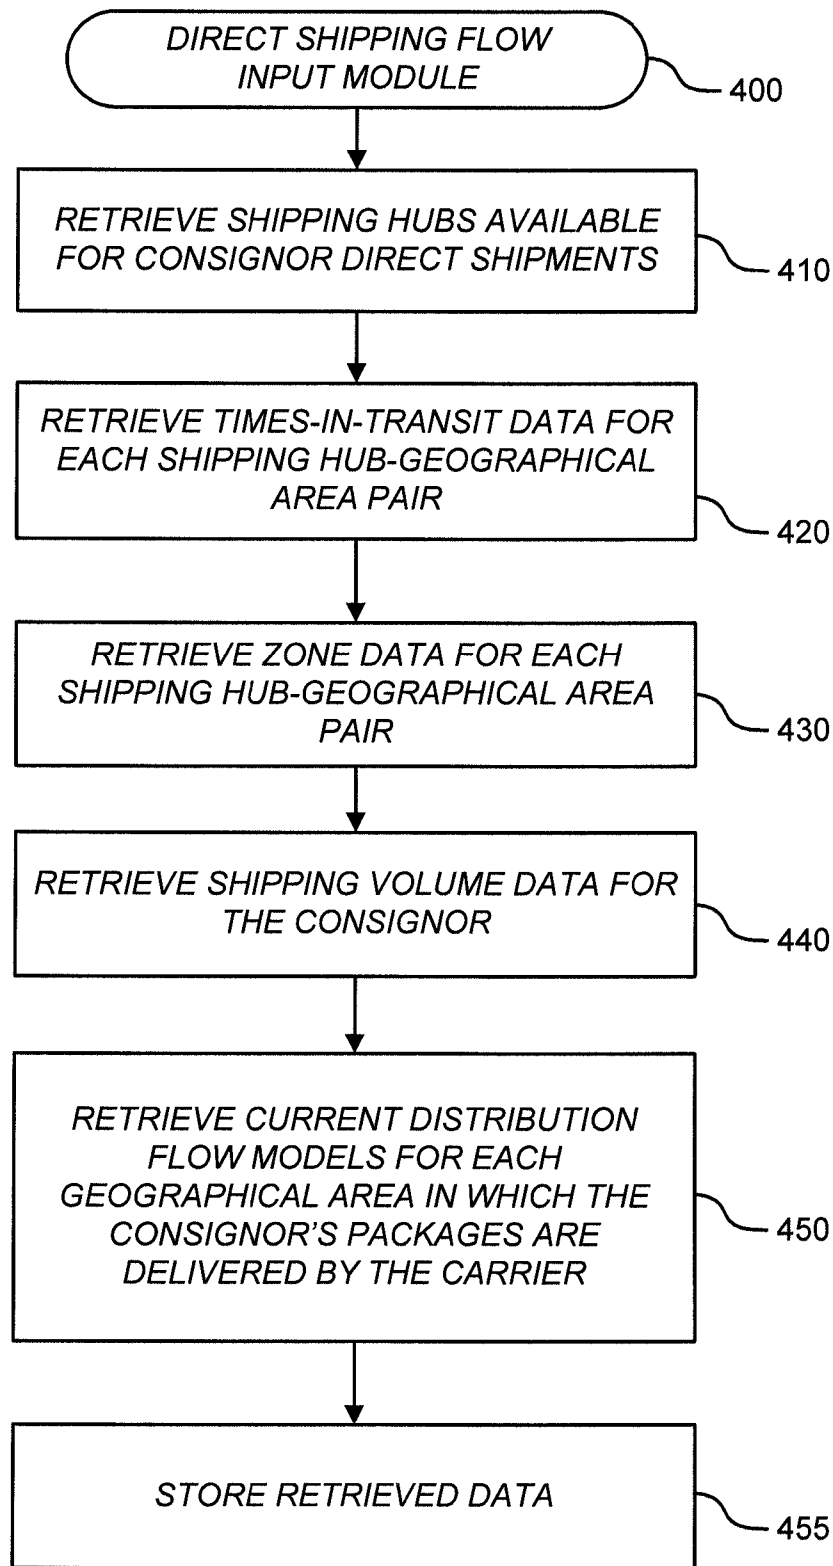 DIRECT SHIPPING FLOW
INPUT MODULE
400
RETRIEVE SHIPPING HUBS AVAILABLE
FOR CONSIGNOR DIRECT SHIPMENTS
410
RETRIEVE TIMES-IN-TRANSIT DATA FOR
EACH SHIPPING HUB-GEOGRAPHICAL
AREA PAIR
420
RETRIEVE ZONE DATA FOR EACH
SHIPPING HUB-GEOGRAPHICAL AREA
PAIR
430
RETRIEVE SHIPPING VOLUME DATA FOR
THE CONSIGNOR
440
RETRIEVE CURRENT DISTRIBUTION
FLOW MODELS FOR EACH
GEOGRAPHICAL AREA IN WHICH THE
CONSIGNOR'S PACKAGES ARE
DELIVERED BY THE CARRIER
450
STORE RETRIEVED DATA
455